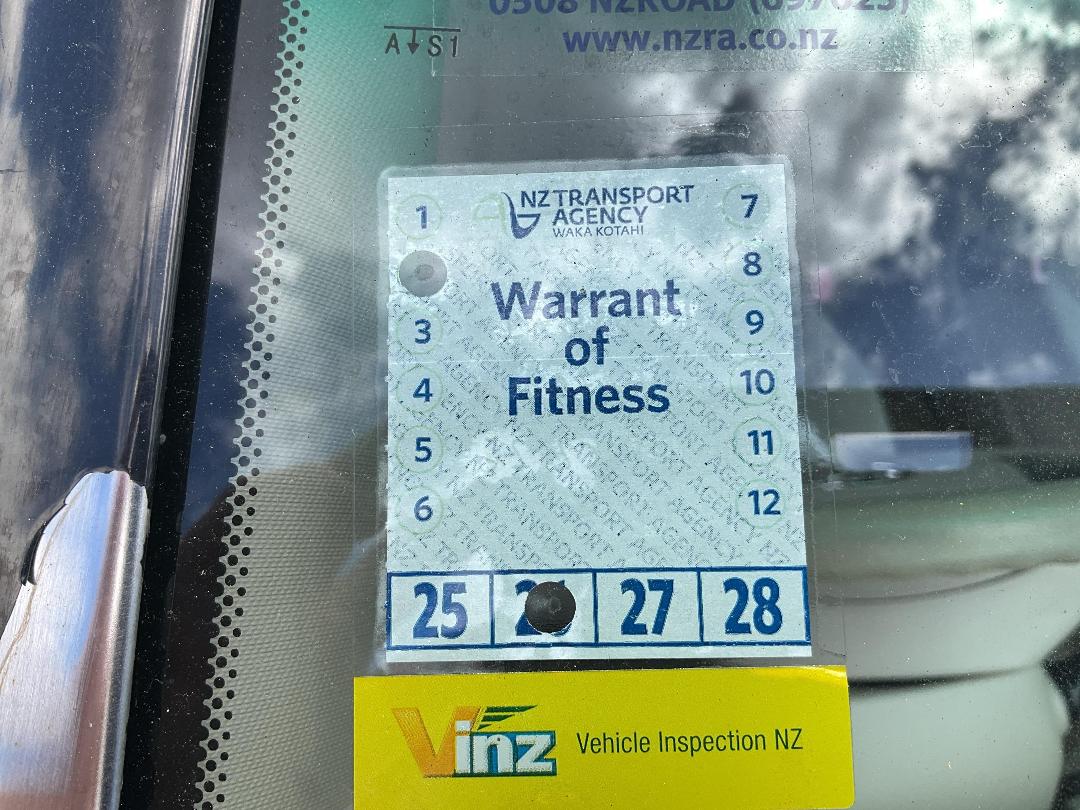 0508 NZROAD (697623)
www.nzra.co.nz
A↓S1
NZ TRANSPORT
AGENCY
WAKA KOTAHI
Warrant
of
Fitness
1
3
4
5
6
7
8
9
10
11
12
25 27 28
Vinz Vehicle Inspection NZ